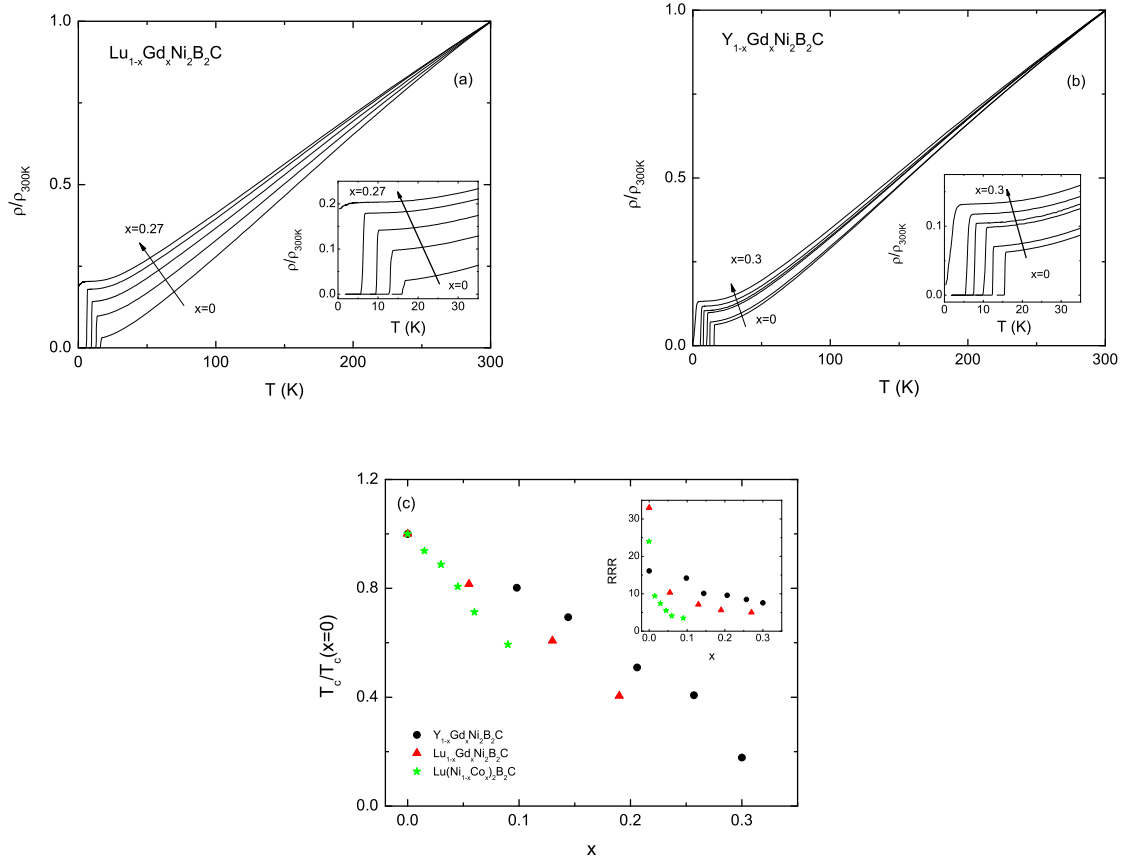 Lu1-xGdxNi2B2C
(a)
1.0
0.5
0.0
ρ/ρ300K
0
100
200
300
T (K)
x=0.27
x=0
x=0.27
x=0
0.2
0.1
0.0
ρ/ρ300K
0
10
20
30
T (K)
Y1-xGdxNi2B2C
(b)
1.0
0.5
0.0
ρ/ρ300K
0
100
200
300
T (K)
x=0.3
x=0
x=0.3
x=0
0.1
0.0
ρ/ρ300K
0
10
20
30
T (K)
(c)
1.2
0.8
0.4
0.0
Tc/Tc(x=0)
0.0
0.1
0.2
0.3
x
Y1-xGdxNi2B2C
Lu1-xGdxNi2B2C
Lu(Ni1-xCox)2B2C
30
20
10
0
RRR
0.0
0.1
0.2
0.3
x